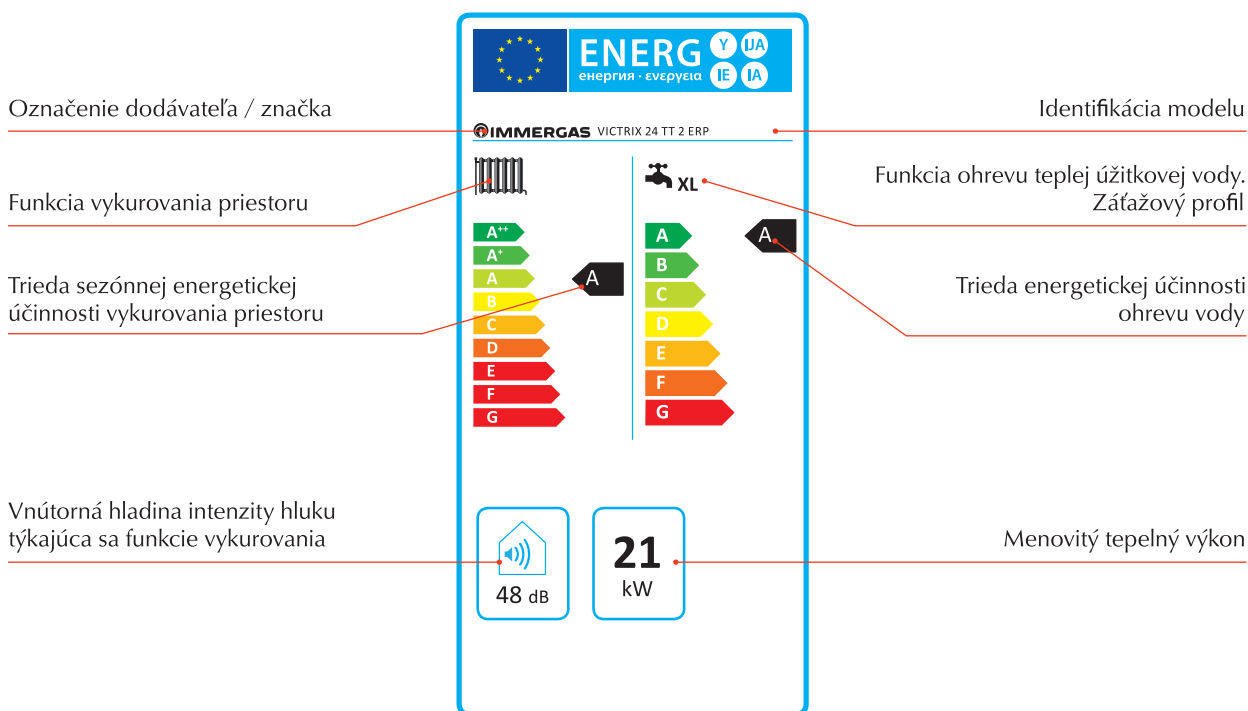 ENERG Y IJA
енергия · ενεργεια IE IA
Označenie dodávateľa / značka
Identifikácia modelu
IMMERGAS VICTRIX 24 TT 2 ERP
XL
Funkcia vykurovania priestoru
Funkcia ohrevu teplej úžitkovej vody.
Záťažový profil
A++
A+
A
B
C
D
E
F
G
A
A
B
C
D
E
F
G
A
Trieda sezónnej energetickej
účinnosti vykurovania priestoru
Trieda energetickej účinnosti
ohrevu vody
Vnútorná hladina intenzity hluku
týkajúca sa funkcie vykurovania
48 dB
21
kW
Menovitý tepelný výkon